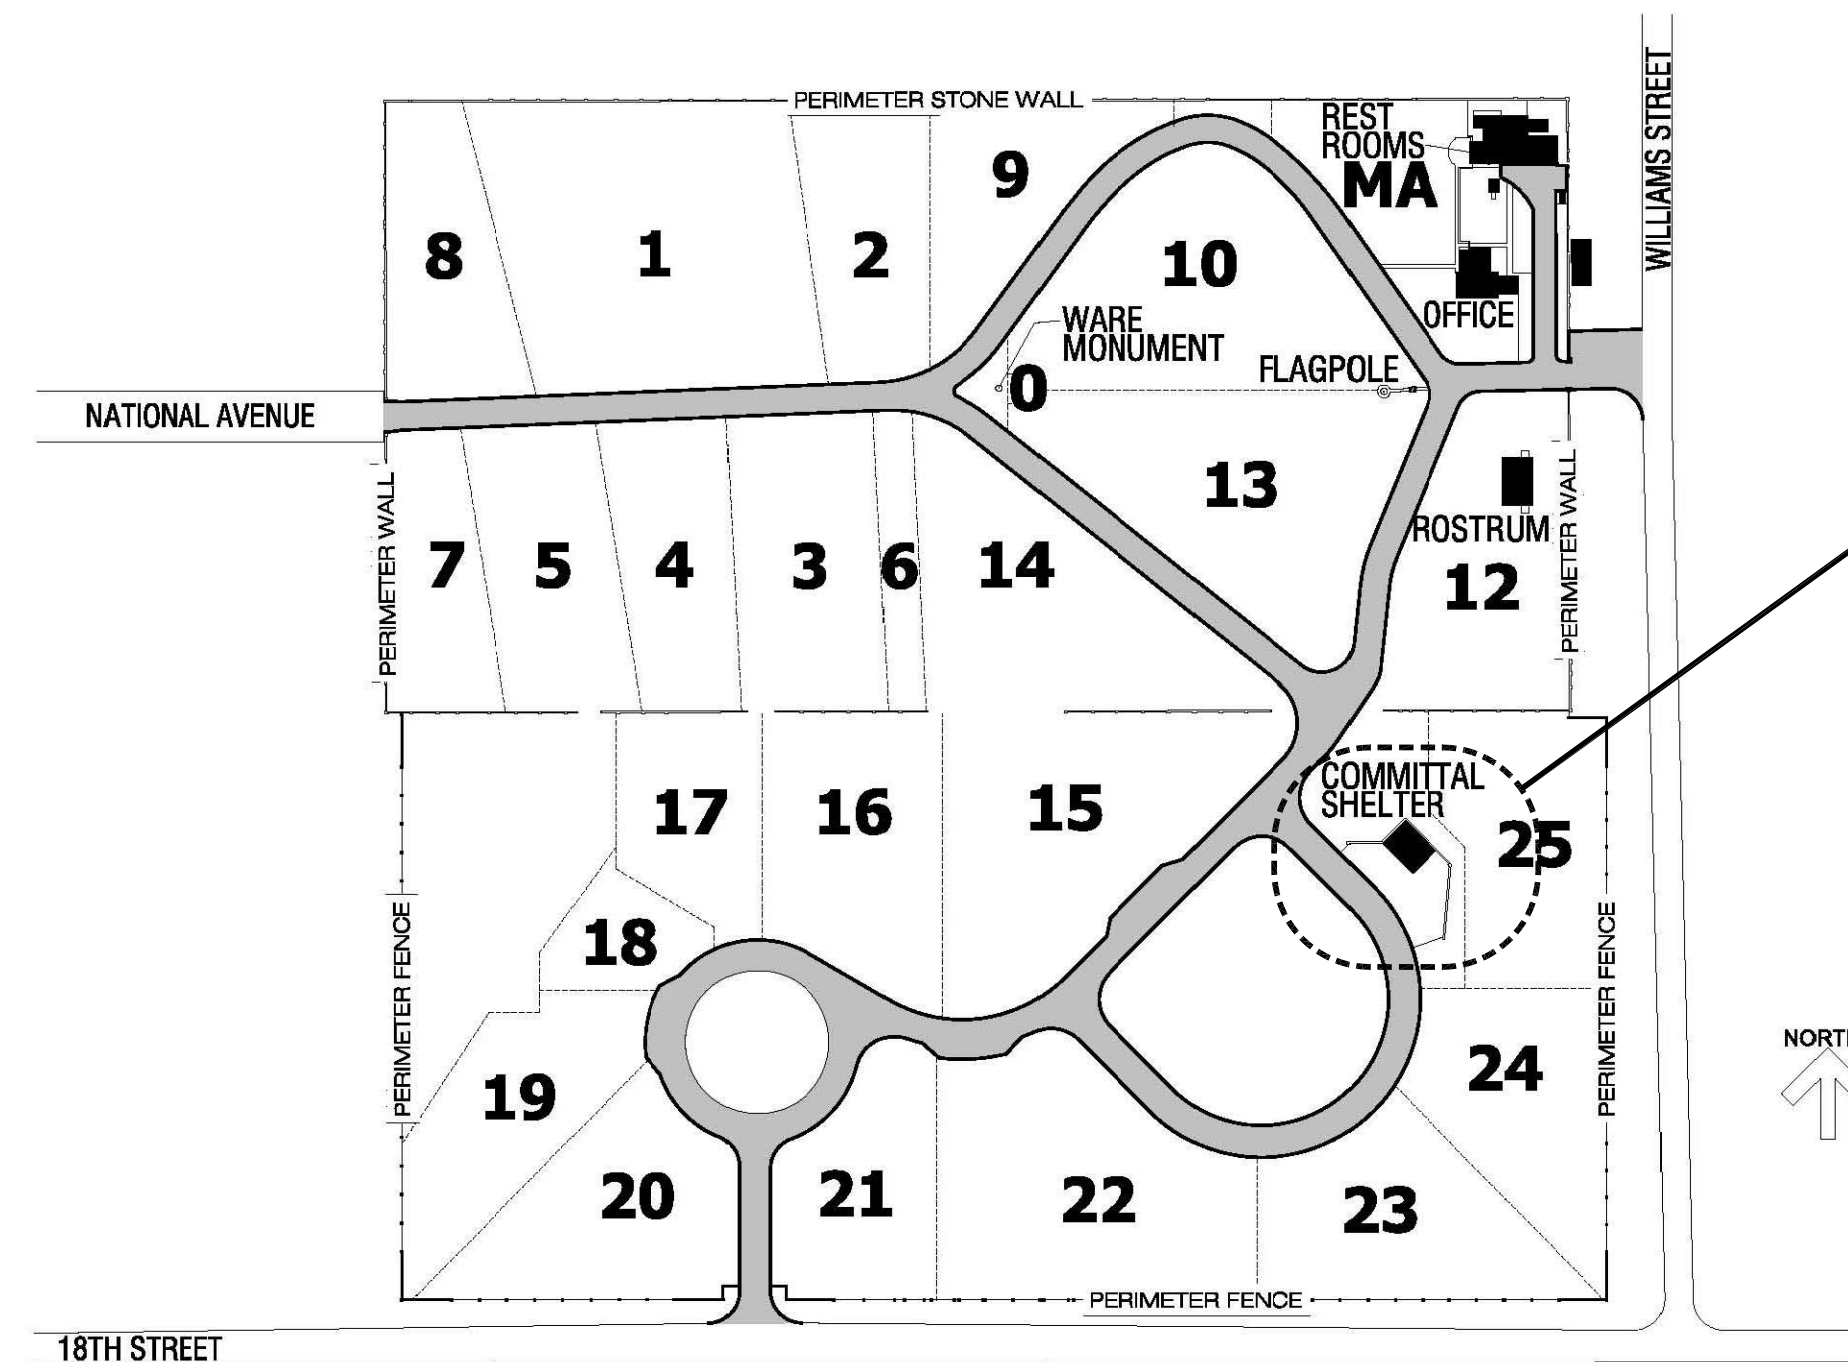 PERIMETER STONE WALL
REST
ROOMS
MA
WILLIAMS STREET
9
8
1
2
10
OFFICE
WARE
MONUMENT
FLAGPOLE
0
NATIONAL AVENUE
PERIMETER WALL
13
ROSTRUM
PERIMETER WALL
7
5
4
3
6
14
12
COMMITTAL
SHELTER
17
16
15
25
18
PERIMETER FENCE
PERIMETER FENCE
19
24
NORT
20
21
22
23
PERIMETER FENCE
18TH STREET